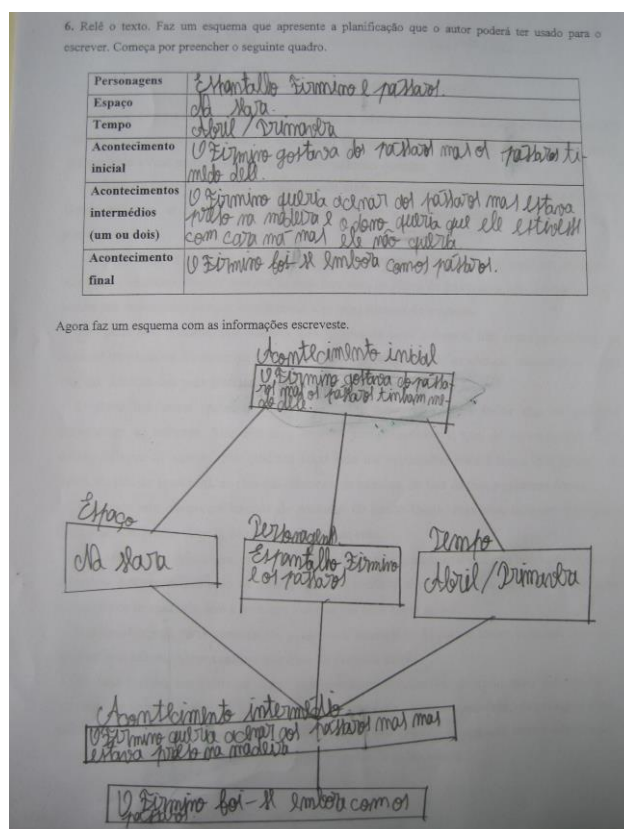 6. Relê o texto. Faz um esquema que apresente a planificação que o autor poderá ter usado para o
escrever. Começa por preencher o seguinte quadro.
Personagens Espantalho Firmino e pássaros.
Espaço Na seara.
Tempo Abril / Primavera
Acontecimento O Firmino gostava dos pássaros mas os pássaros ti-
inicial medo dele.
Acontecimentos O Firmino queria acenar aos pássaros mas estava
intermédios preso na madeira e o dono queria que ele estivesse
(um ou dois) com cara má mas ele não queria
Acontecimento O Firmino foi-se embora com os pássaros.
final
Agora faz um esquema com as informações escreveste.
Acontecimento inicial
O Firmino gostava do pássa-
ros, mas os pássaros tinham me-
do dele.
Espaço
Na seara
Personagens
Espantalho, Firmino
e os pássaros
Tempo
Abril / Primavera
Acontecimento intermédio
O Firmino queria acenar aos pássaros mas mas
estava preso na madeira
O Firmino foi-se embora com os
pássaros.